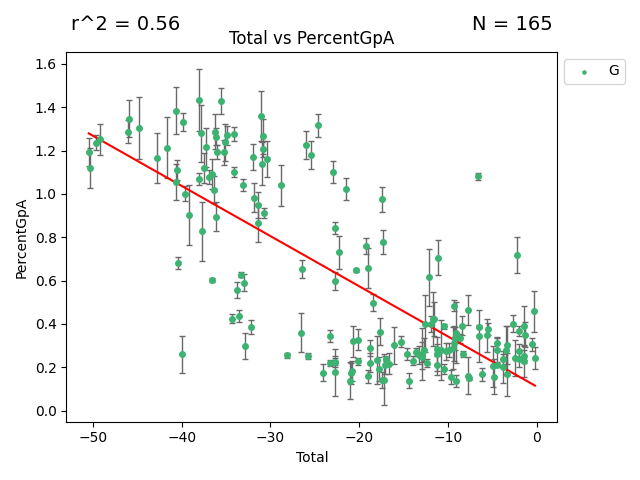 r^2 = 0.56
N = 165
Total vs PercentGpA
G
PercentGpA
1.6
1.4
1.2
1.0
0.8
0.6
0.4
0.2
0.0
−50
−40
−30
−20
−10
0
Total